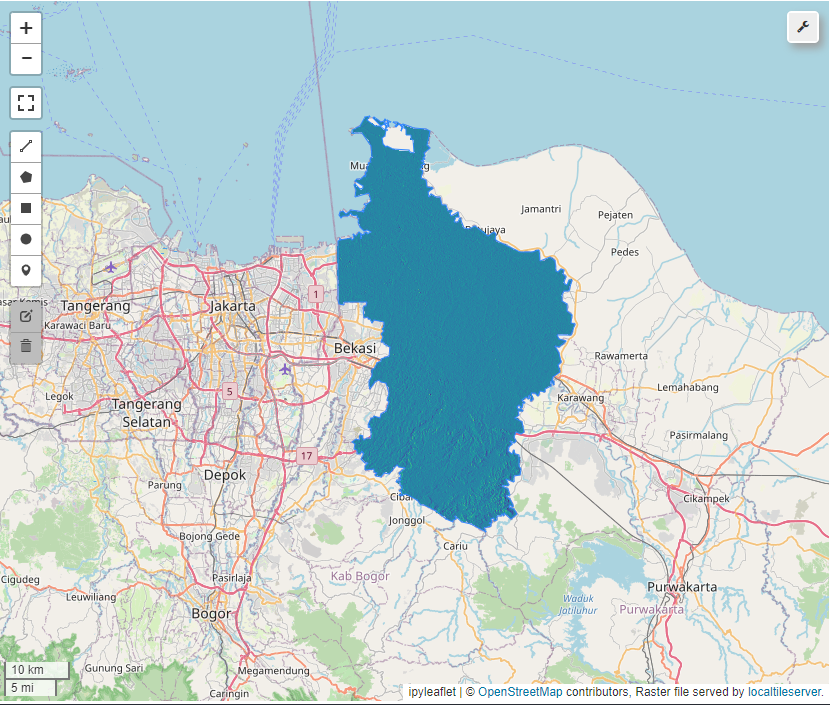 +
−
Mua
g
Jamantri
Pejaten
jaya
Pedes
Tangerang
Jakarta
1
Karawaci Baru
Bekasi
Rawamerta
Legok
5
Karawang
Lemahabang
Tangerang
Selatan
Pasirmalang
17
Depok
Parung
Ciba
Cikampek
Jonggol
Bojong Gede
Cariu
Cigudeg
Pasirlaja
Kab Bogor
Purwakarta
Leuwiliang
Waduk
Jatiluhur
Purwakarta
Bogor
Gunung Sari
Megamendung
10 km
5 mi
Caringin
ipyleaflet | © OpenStreetMap contributors, Raster file served by localtileserver.